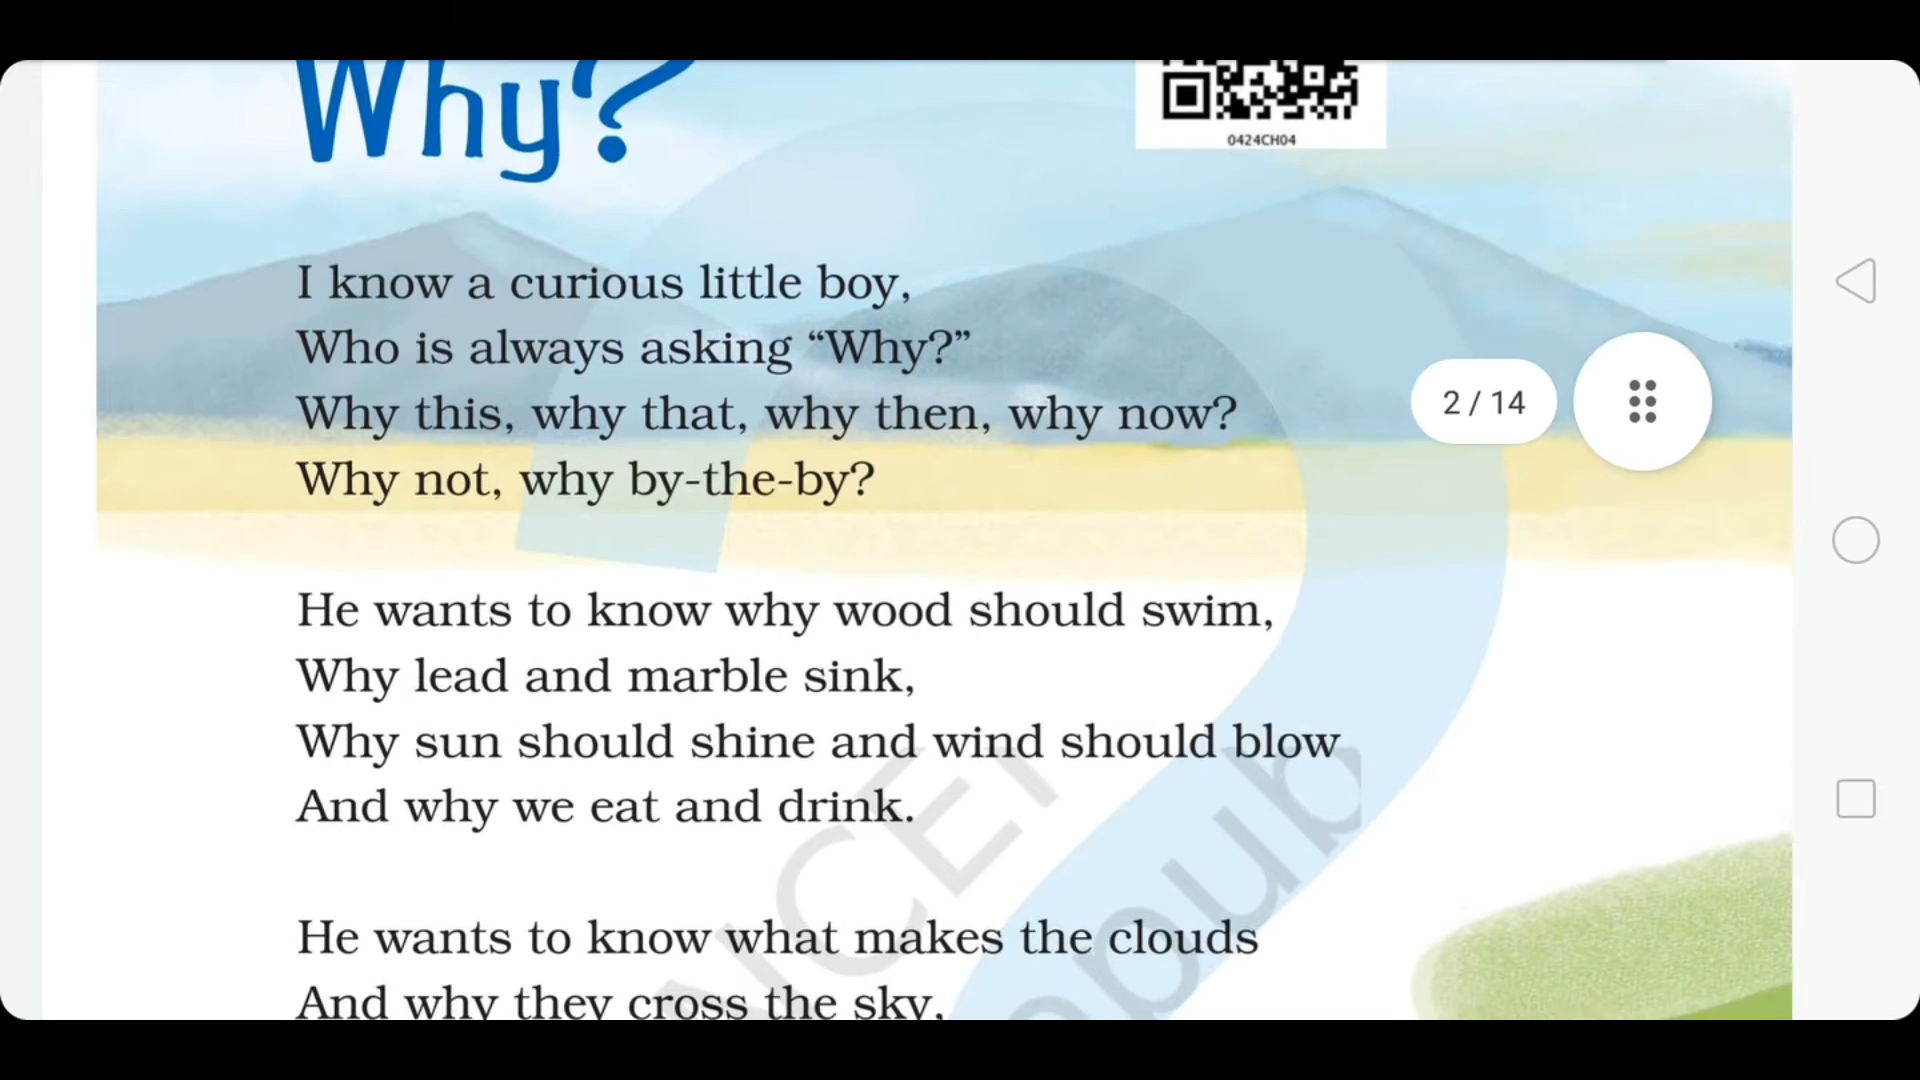 Why?
0424CH04
I know a curious little boy,
Who is always asking “Why?”
Why this, why that, why then, why now?
2 / 14
Why not, why by-the-by?
He wants to know why wood should swim,
Why lead and marble sink,
Why sun should shine and wind should blow
And why we eat and drink.
He wants to know what makes the clouds
And why they cross the sky,